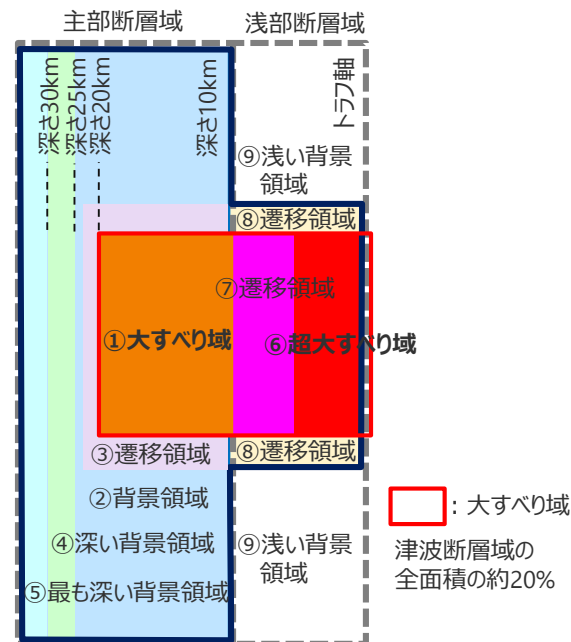 主部断層域
浅部断層域
深さ30km
深さ25km
深さ20km
深さ10km
トラフ軸
⑨浅い背景
領域
⑧遷移領域
⑦遷移領域
①大すべり域
⑥超大すべり域
③遷移領域
⑧遷移領域
②背景領域
④深い背景領域
⑨浅い背景
領域
⑤最も深い背景領域
：大すべり域
津波断層域の
全面積の約20%